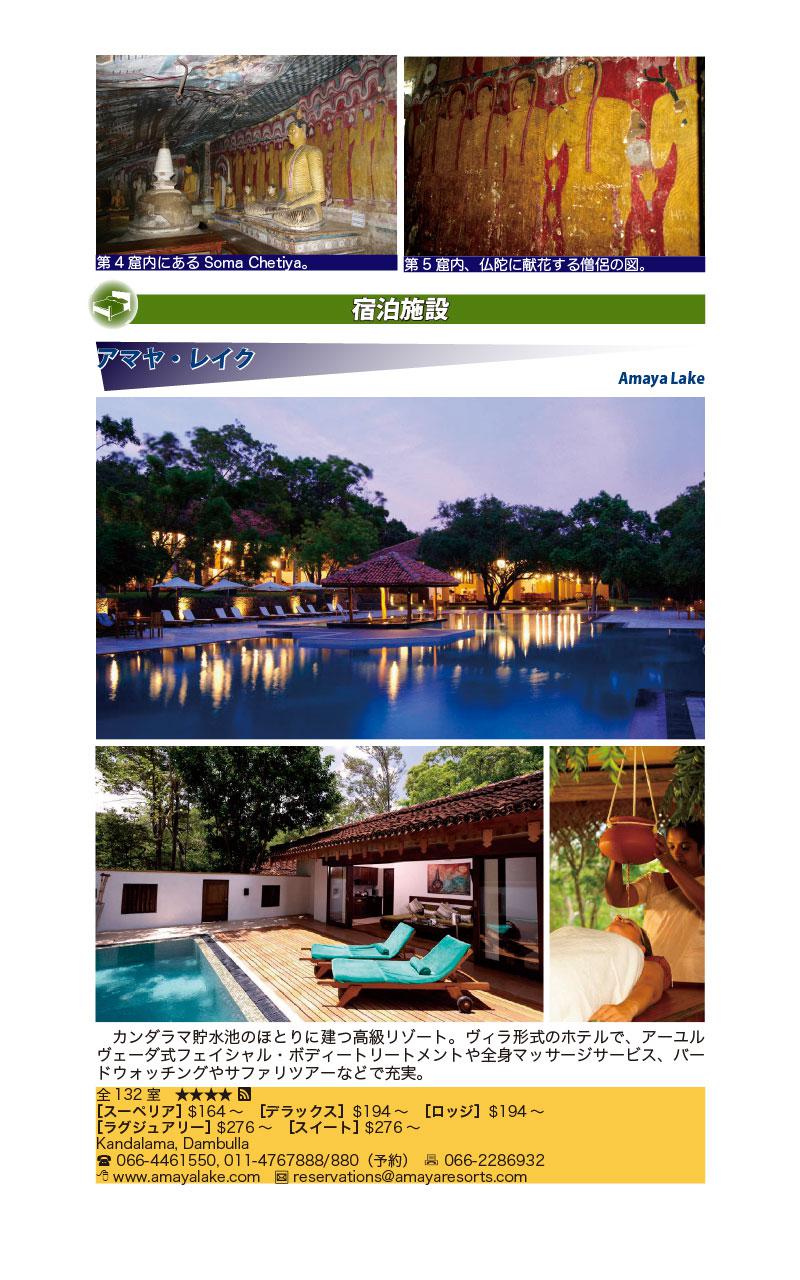 第4窟内にある Soma Chetiya。
第5窟内、仏陀に献花する僧侶の図。
宿泊施設
アマヤ・レイク
Amaya Lake
カンダラマ貯水池のほとりに建つ高級リゾート。ヴィラ形式のホテルで、アーユル
ヴェーダ式フェイシャル・ボディートリートメントや全身マッサージサービス、バー
ドウォッチングやサファリツアーなどで充実。
全132室 ★★★★
［スーペリア］$164～ ［デラックス］$194～ ［ロッジ］$194～
［ラグジュアリー］$276～ ［スイート］$276～
Kandalama, Dambulla
☎ 066-4461550, 011-4767888/880（予約） 066-2286932
www.amayalake.com reservations@amayaresorts.com